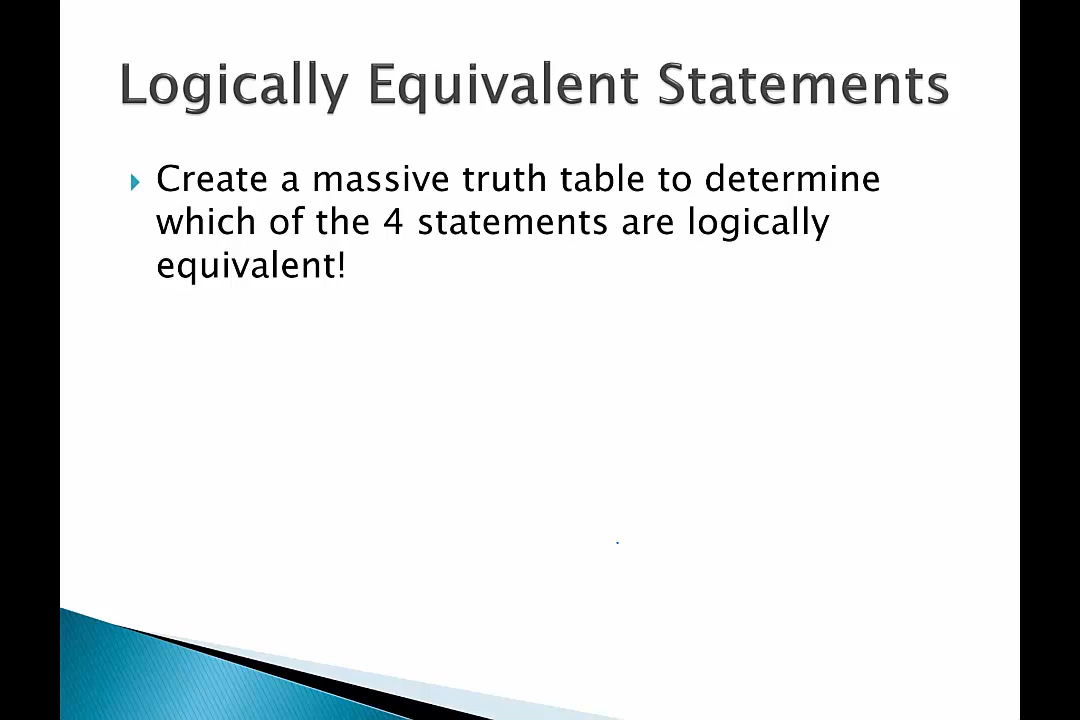 Logically Equivalent Statements
Create a massive truth table to determine
which of the 4 statements are logically
equivalent!